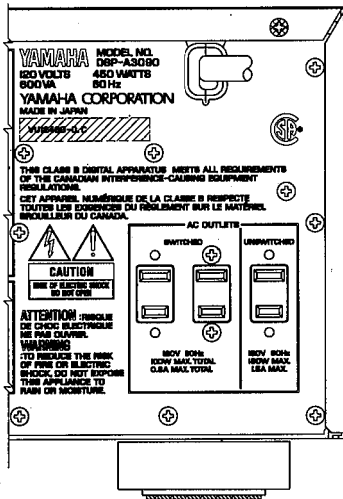 YAMAHA MODEL NO.
DSP-A3090
120 VOLTS 450 WATTS
600VA 60Hz
YAMAHA CORPORATION
MADE IN JAPAN
THIS CLASS B DIGITAL APPARATUS MEETS ALL REQUIREMENTS
OF THE CANADIAN INTERFERENCE-CAUSING EQUIPMENT
REGULATIONS.
CET APPAREIL NUMÉRIQUE DE LA CLASSE B RESPECTE
TOUTES LES EXIGENCES DU RÈGLEMENT SUR LE MATÉRIEL
BROUILLEUR DU CANADA.
CAUTION
RISK OF ELECTRIC SHOCK
DO NOT OPEN
ATTENTION :RISQUE
DE CHOC ELECTRIQUE
NE PAS OUVRIR.
WARNING
:TO REDUCE THE RISK
OF FIRE OR ELECTRIC
SHOCK, DO NOT EXPOSE
THIS APPLIANCE TO
RAIN OR MOISTURE.
AC OUTLETS
SWITCHED UNSWITCHED
120V 60Hz
100W MAX. TOTAL
0.8A MAX. TOTAL
120V 60Hz
MAX.
MAX.